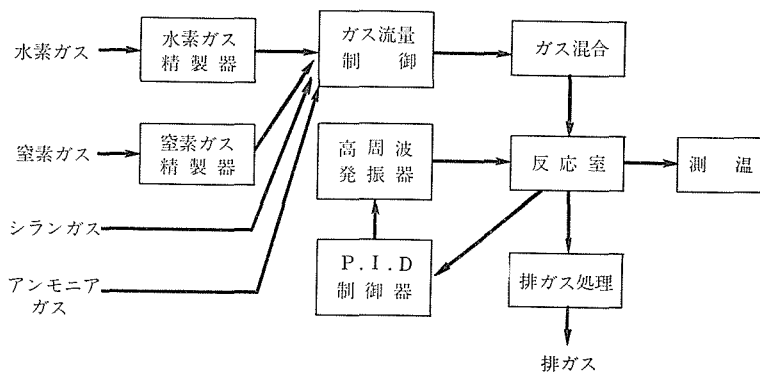 水素ガス
水素ガス
精製器
ガス流量
制御
ガス混合
窒素ガス
窒素ガス
精製器
高周波
発振器
反応室
測温
シランガス
アンモニア
ガス
P.I.D
制御器
排ガス処理
排ガス